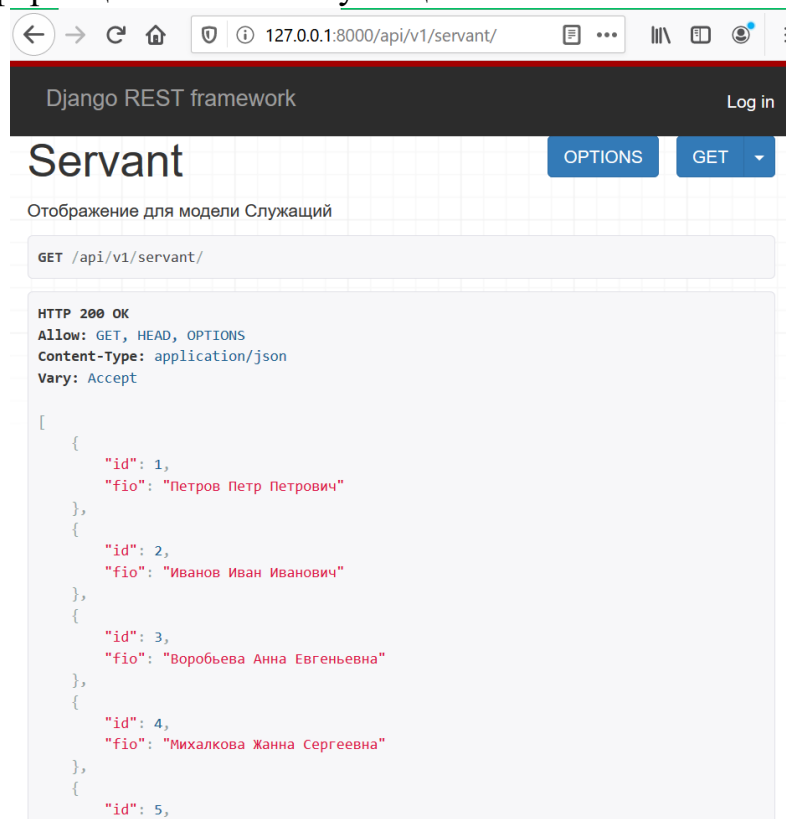 127.0.0.1:8000/api/v1/servant/
Django REST framework
Log in
Servant
OPTIONS
GET
Отображение для модели Служащий
GET /api/v1/servant/
HTTP 200 OK
Allow: GET, HEAD, OPTIONS
Content-Type: application/json
Vary: Accept
[
{
"id": 1,
"fio": "Петров Петр Петрович"
},
{
"id": 2,
"fio": "Иванов Иван Иванович"
},
{
"id": 3,
"fio": "Воробьева Анна Евгеньевна"
},
{
"id": 4,
"fio": "Михалкова Жанна Сергеевна"
},
{
"id": 5,